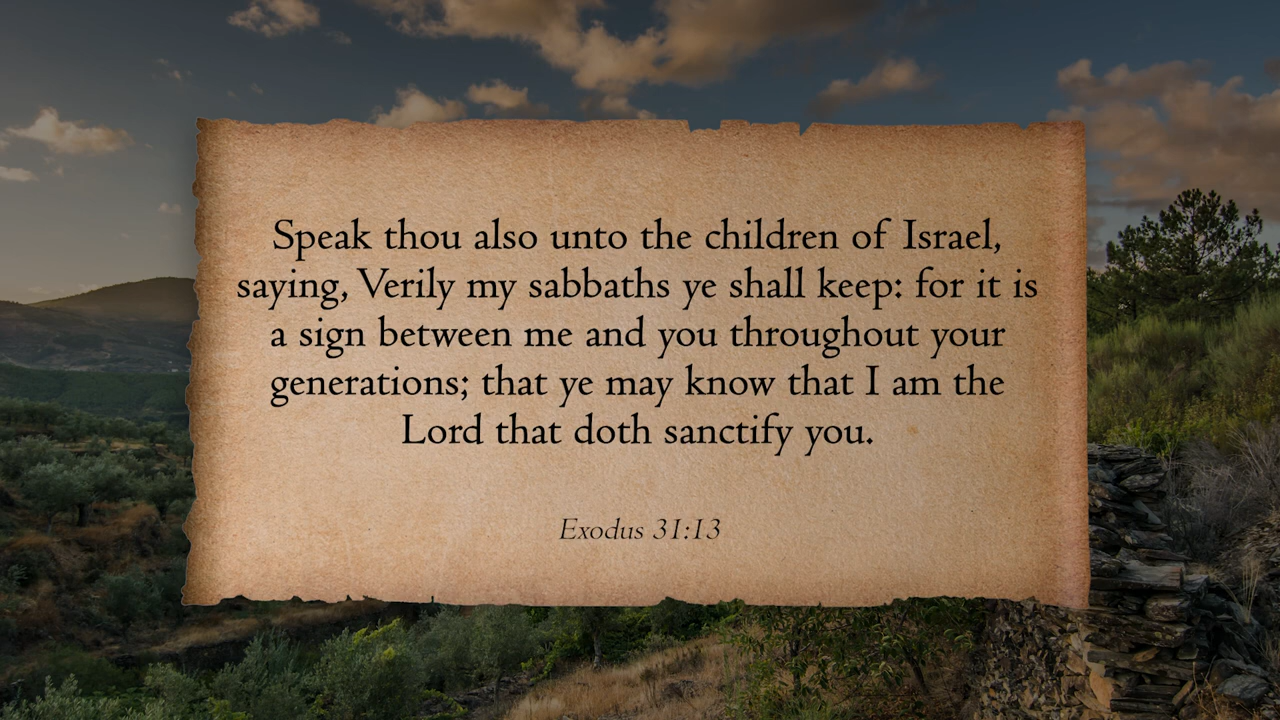 Speak thou also unto the children of Israel,
saying, Verily my sabbaths ye shall keep: for it is
a sign between me and you throughout your
generations; that ye may know that I am the
Lord that doth sanctify you.
Exodus 31:13